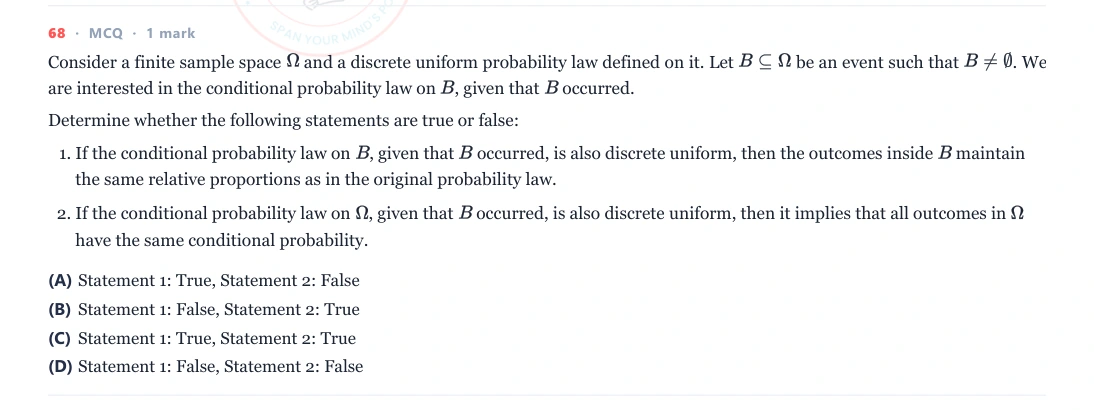 SPAN YOUR MIND'S PO
68 · MCQ · 1 mark
Consider a finite sample space Ω and a discrete uniform probability law defined on it. Let B ⊆ Ω be an event such that B ≠ ∅. We
are interested in the conditional probability law on B, given that B occurred.
Determine whether the following statements are true or false:
1. If the conditional probability law on B, given that B occurred, is also discrete uniform, then the outcomes inside B maintain
the same relative proportions as in the original probability law.
2. If the conditional probability law on Ω, given that B occurred, is also discrete uniform, then it implies that all outcomes in Ω
have the same conditional probability.
(A) Statement 1: True, Statement 2: False
(B) Statement 1: False, Statement 2: True
(C) Statement 1: True, Statement 2: True
(D) Statement 1: False, Statement 2: False